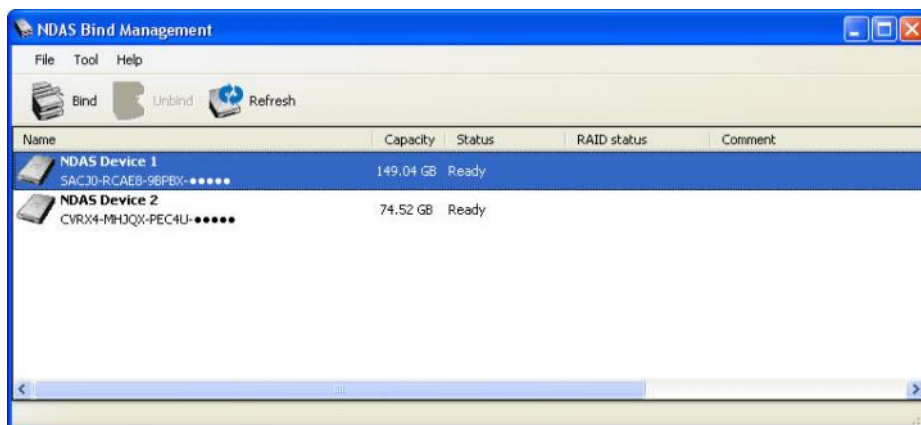 NDAS Bind Management
File Tool Help
Bind Unbind Refresh
Name Capacity Status RAID status Comment
NDAS Device 1
SACJ0-RCAE8-98PBX-●●●●●
149.04 GB Ready
NDAS Device 2
CVRX4-MHJQX-PEC4U-●●●●●
74.52 GB Ready